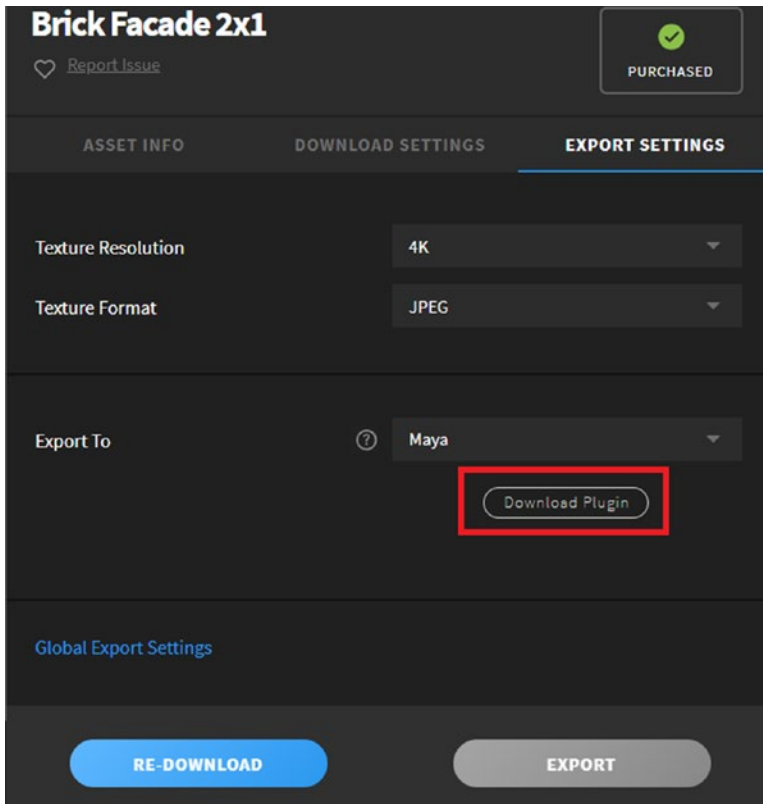 Brick Facade 2x1
Report Issue
PURCHASED
ASSET INFO
DOWNLOAD SETTINGS
EXPORT SETTINGS
Texture Resolution
4K
Texture Format
JPEG
Export To
?
Maya
Download Plugin
Global Export Settings
RE-DOWNLOAD
EXPORT